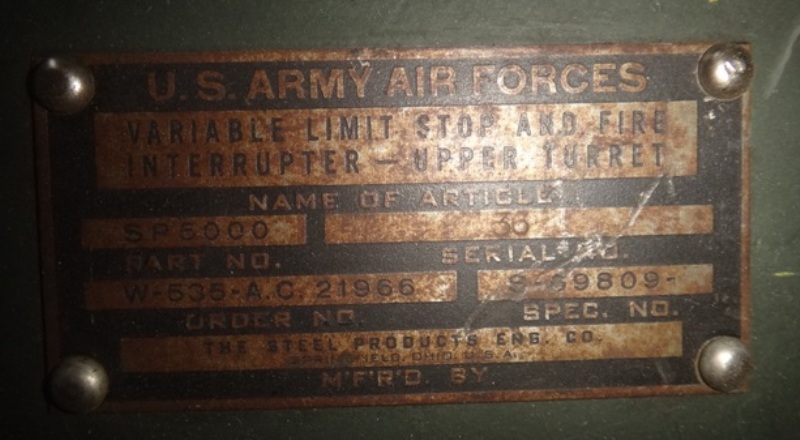 U.S. ARMY AIR FORCES
VARIABLE LIMIT STOP AND FIRE
INTERRUPTER – UPPER TURRET
NAME OF ARTICLE
SP5000 36
PART NO. SERIAL NO.
W-535-A.C. 21966 S-69809-
ORDER NO. SPEC. NO.
THE STEEL PRODUCTS ENG. CO.
SPRINGFIELD, OHIO, U.S.A.
M'F'R'D. BY